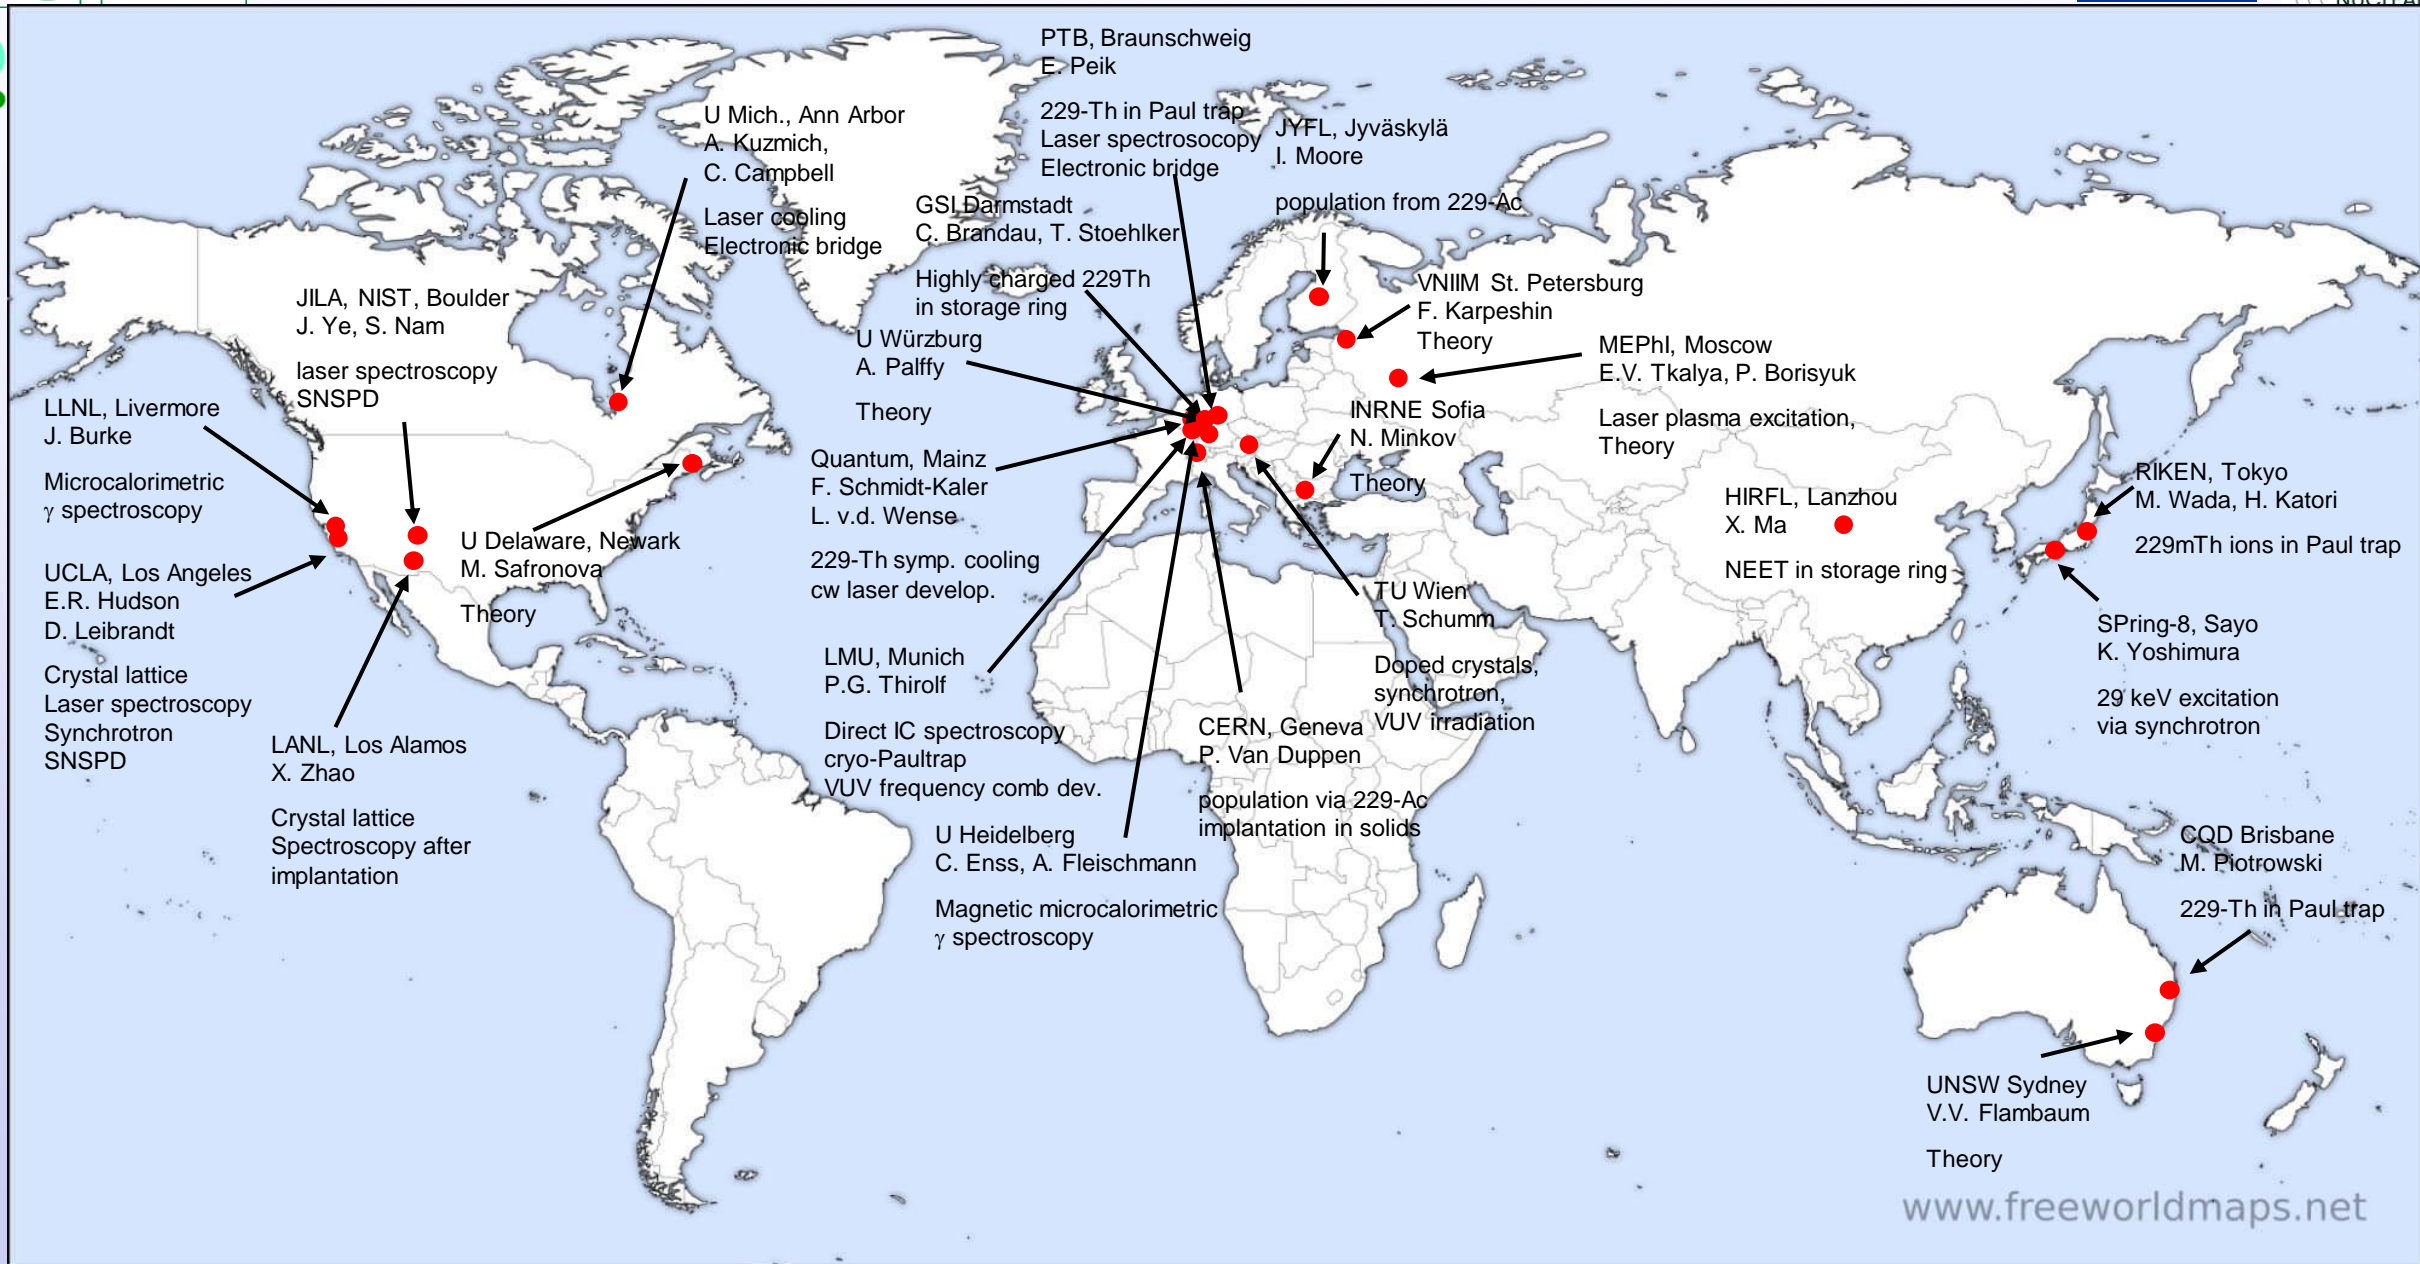 PTB, Braunschweig
E. Peik
229-Th in Paul trap
Laser spectrosocopy
Electronic bridge
U Mich., Ann Arbor
A. Kuzmich,
C. Campbell
Laser cooling
Electronic bridge
JYFL, Jyväskylä
I. Moore
population from 229-Ac
GSI Darmstadt
C. Brandau, T. Stoehlker
Highly charged 229Th
in storage ring
JILA, NIST, Boulder
J. Ye, S. Nam
laser spectroscopy
SNSPD
VNIIM St. Petersburg
F. Karpeshin
Theory
U Würzburg
A. Palffy
Theory
MEPhI, Moscow
E.V. Tkalya, P. Borisyuk
Laser plasma excitation,
Theory
LLNL, Livermore
J. Burke
Microcalorimetric
γ spectroscopy
INRNE Sofia
N. Minkov
Theory
Quantum, Mainz
F. Schmidt-Kaler
L. v.d. Wense
229-Th symp. cooling
cw laser develop.
RIKEN, Tokyo
M. Wada, H. Katori
229mTh ions in Paul trap
HIRFL, Lanzhou
X. Ma
NEET in storage ring
U Delaware, Newark
M. Safronova
Theory
UCLA, Los Angeles
E.R. Hudson
D. Leibrandt
Crystal lattice
Laser spectroscopy
Synchrotron
SNSPD
TU Wien
T. Schumm
Doped crystals,
synchrotron,
VUV irradiation
SPring-8, Sayo
K. Yoshimura
29 keV excitation
via synchrotron
LMU, Munich
P.G. Thirolf
Direct IC spectroscopy
cryo-Paultrap
VUV frequency comb dev.
CERN, Geneva
P. Van Duppen
population via 229-Ac
implantation in solids
LANL, Los Alamos
X. Zhao
Crystal lattice
Spectroscopy after
implantation
U Heidelberg
C. Enss, A. Fleischmann
Magnetic microcalorimetric
γ spectroscopy
CQD Brisbane
M. Piotrowski
229-Th in Paul trap
UNSW Sydney
V.V. Flambaum
Theory
www.freeworldmaps.net